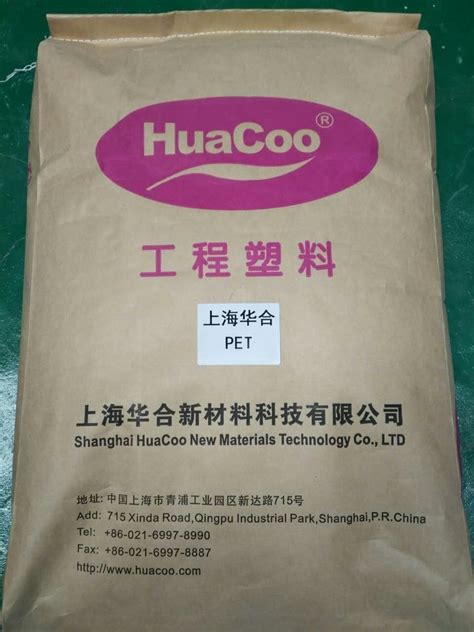 HuaCoo®
工程塑料
上海华合
PET
上海华合新材料科技有限公司
Shanghai HuaCoo New Materials Technology Co., LTD
地址: 中国上海市青浦工业园区新达路715号
Add: 715 Xinda Road,Qingpu Industrial Park,Shanghai,P.R.China
Tel: +86-021-6997-8990
Fax: +86-021-6997-8887
http://www.huacoo.com